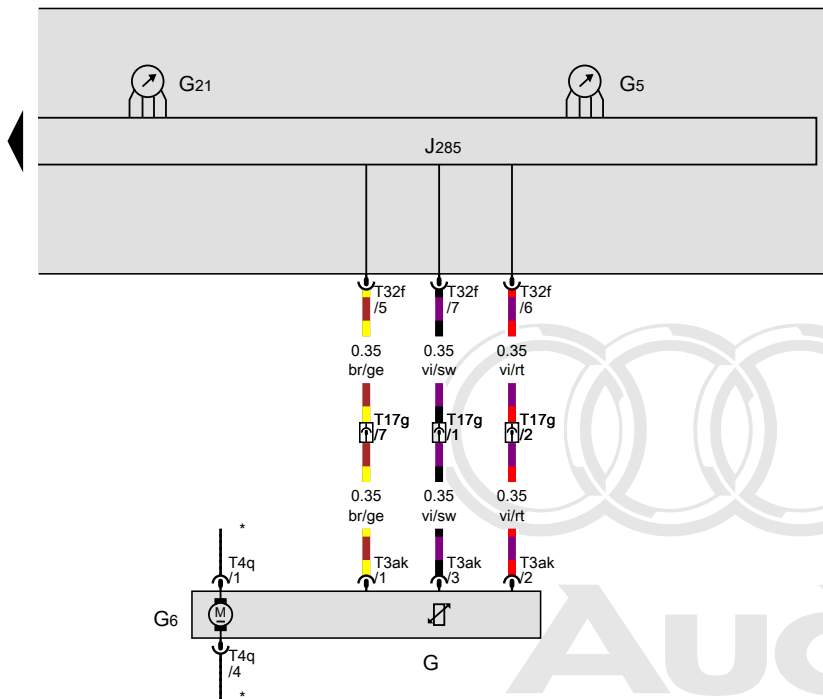 G21
G5
J285
T32f
/5
T32f
/7
T32f
/6
0.35
br/ge
0.35
vi/sw
0.35
vi/rt
T17g
/7
T17g
/1
T17g
/2
0.35
br/ge
0.35
vi/sw
0.35
vi/rt
*
T4q
/1
T3ak
/1
T3ak
/3
T3ak
/2
G6
M
G
T4q
/4
*
Aud